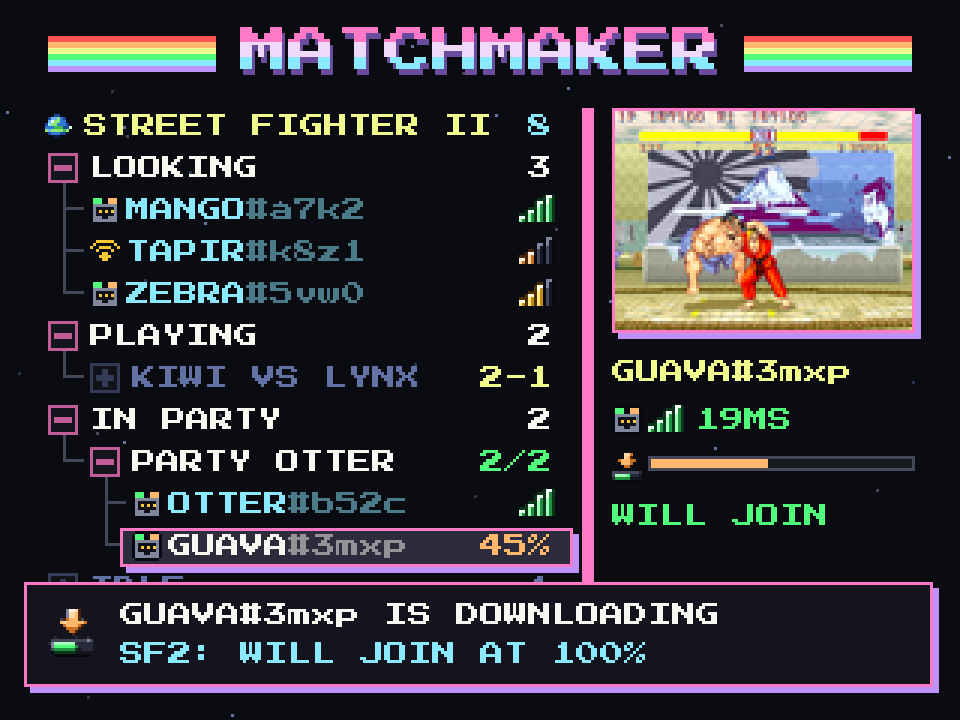 MATCHMAKER
STREET FIGHTER II 8
LOOKING 3
MANGO#a7k2
TAPIR#k8z1
ZEBRA#5vw0
PLAYING 2
KIWI VS LYNX 2-1
IN PARTY 2
PARTY OTTER 2/2
OTTER#b52c
GUAVA#3mxp 45%
GUAVA#3mxp
19MS
WILL JOIN
GUAVA#3mxp IS DOWNLOADING
SF2: WILL JOIN AT 100%